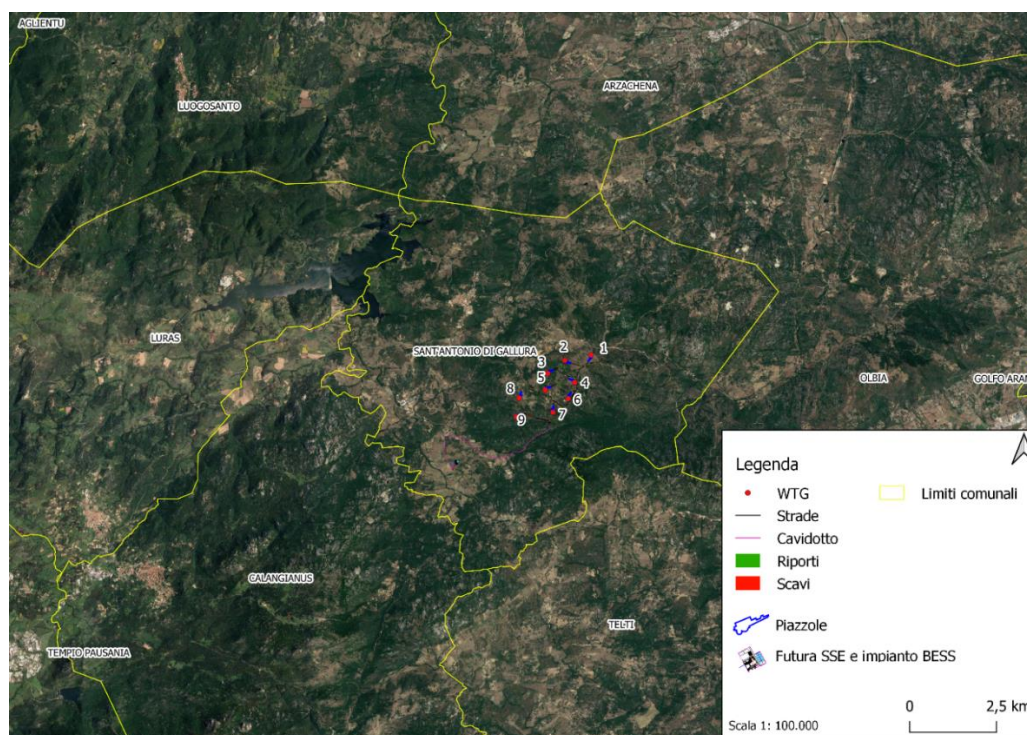 AGLIENTU
ARZACHENA
LUOGOSANTO
LURAS
SANT'ANTONIO DI GALLURA
2
1
3
5
4
8
6
7
9
OLBIA
GOLFO ARAN
CALANGIANUS
TELTI
TEMPIO PAUSANIA
Legenda
WTG
Limiti comunali
Strade
Cavidotto
Riporti
Scavi
Piazzole
Futura SSE e impianto BESS
0 2,5 km
Scala 1: 100.000